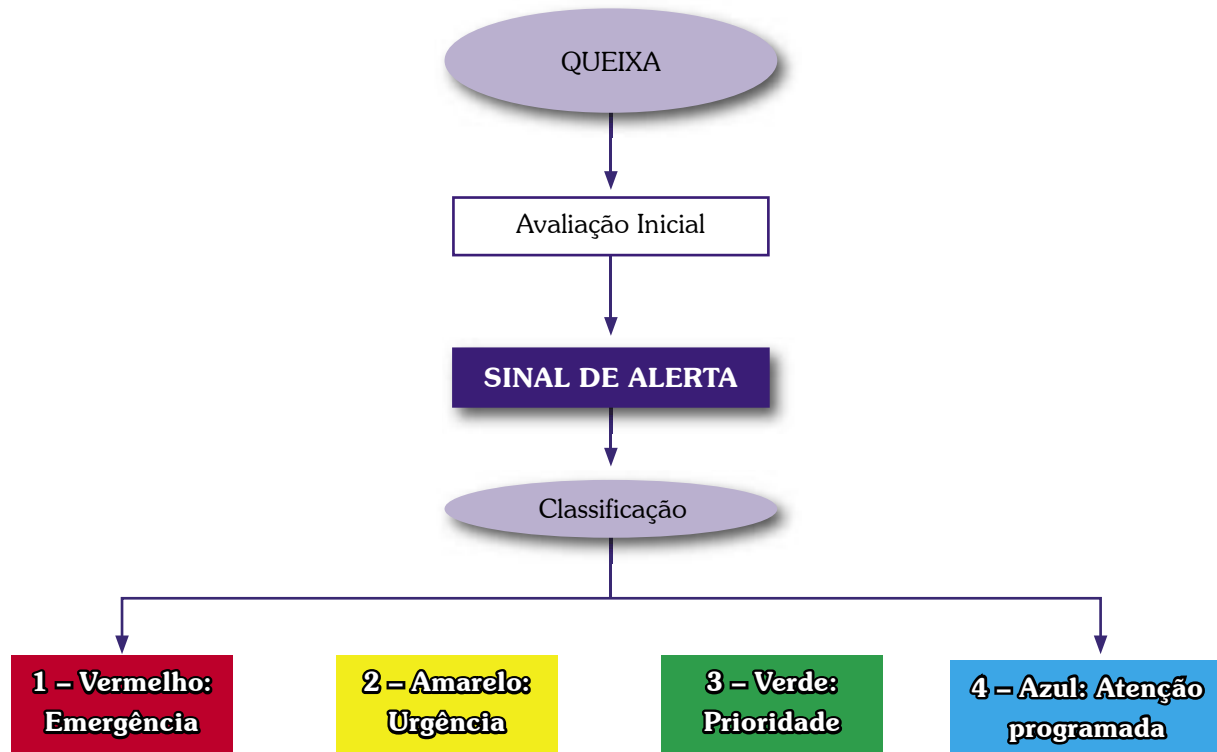 QUEIXA
Avaliação Inicial
SINAL DE ALERTA
Classificação
1 – Vermelho:
Emergência
2 – Amarelo:
Urgência
3 – Verde:
Prioridade
4 – Azul: Atenção
programada